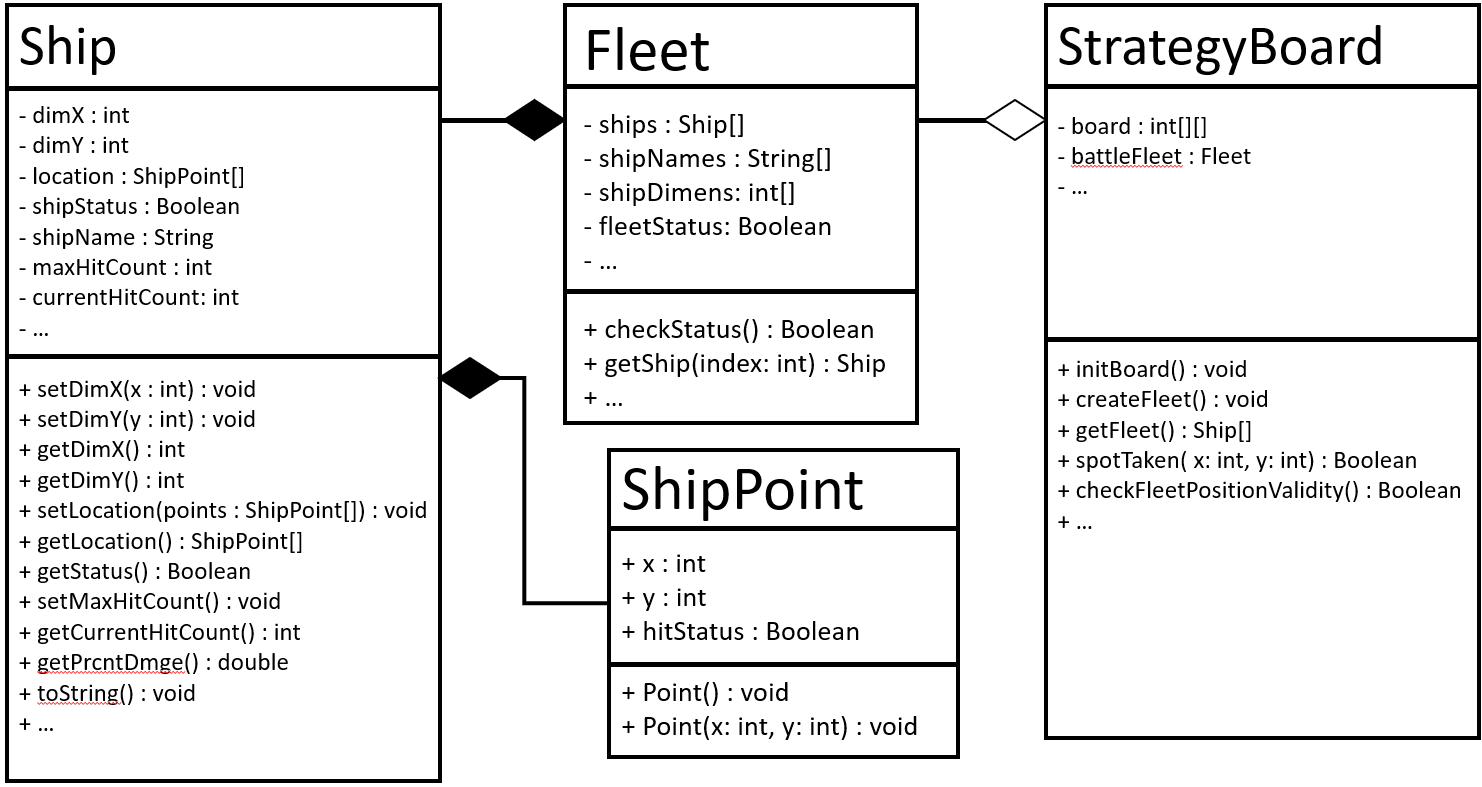 Ship
- dimX : int
- dimY : int
- location : ShipPoint[]
- shipStatus : Boolean
- shipName : String
- maxHitCount : int
- currentHitCount: int
- ...
+ setDimX(x : int) : void
+ setDimY(y : int) : void
+ getDimX() : int
+ getDimY() : int
+ setLocation(points : ShipPoint[]) : void
+ getLocation() : ShipPoint[]
+ getStatus() : Boolean
+ setMaxHitCount() : void
+ getCurrentHitCount() : int
+ getPrcntDmge() : double
+ toString() : void
+ ...
Fleet
- ships : Ship[]
- shipNames : String[]
- shipDimens: int[]
- fleetStatus: Boolean
- ...
+ checkStatus() : Boolean
+ getShip(index: int) : Ship
+ ...
ShipPoint
+ x : int
+ y : int
+ hitStatus : Boolean
+ Point() : void
+ Point(x: int, y: int) : void
StrategyBoard
- board : int[][]
- battleFleet : Fleet
- ...
+ initBoard() : void
+ createFleet() : void
+ getFleet() : Ship[]
+ spotTaken( x: int, y: int) : Boolean
+ checkFleetPositionValidity() : Boolean
+ ...